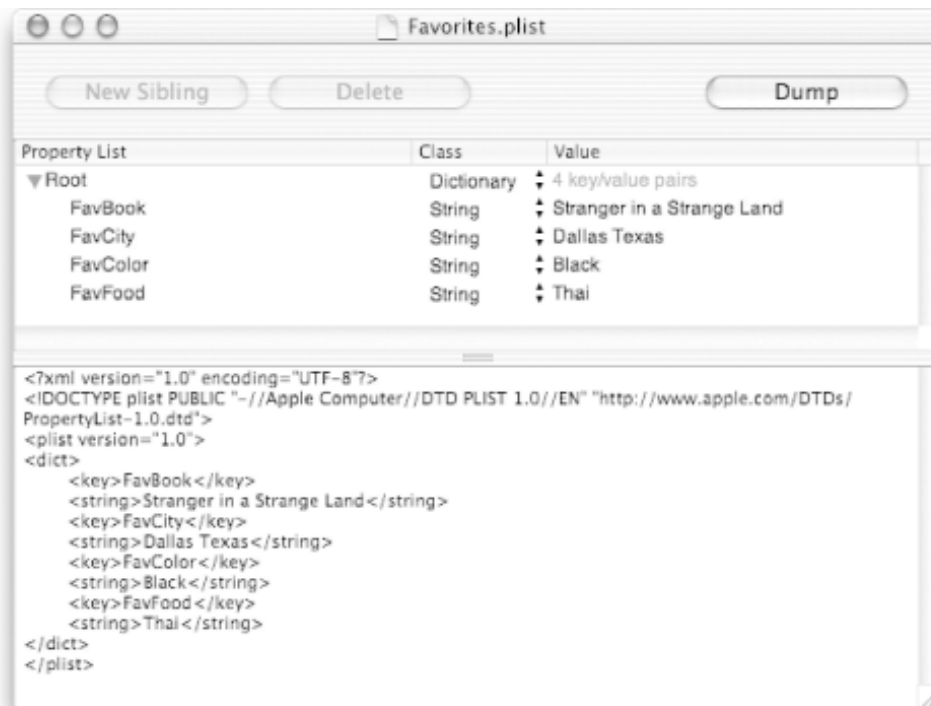 Favorites.plist
New Sibling Delete Dump
Property List Class Value
Root Dictionary 4 key/value pairs
FavBook String Stranger in a Strange Land
FavCity String Dallas Texas
FavColor String Black
FavFood String Thai
<?xml version="1.0" encoding="UTF-8"?>
<!DOCTYPE plist PUBLIC "-//Apple Computer//DTD PLIST 1.0//EN" "http://www.apple.com/DTDs/
PropertyList-1.0.dtd">
<plist version="1.0">
<dict>
<key>FavBook</key>
<string>Stranger in a Strange Land</string>
<key>FavCity</key>
<string>Dallas Texas</string>
<key>FavColor</key>
<string>Black</string>
<key>FavFood</key>
<string>Thai</string>
</dict>
</plist>